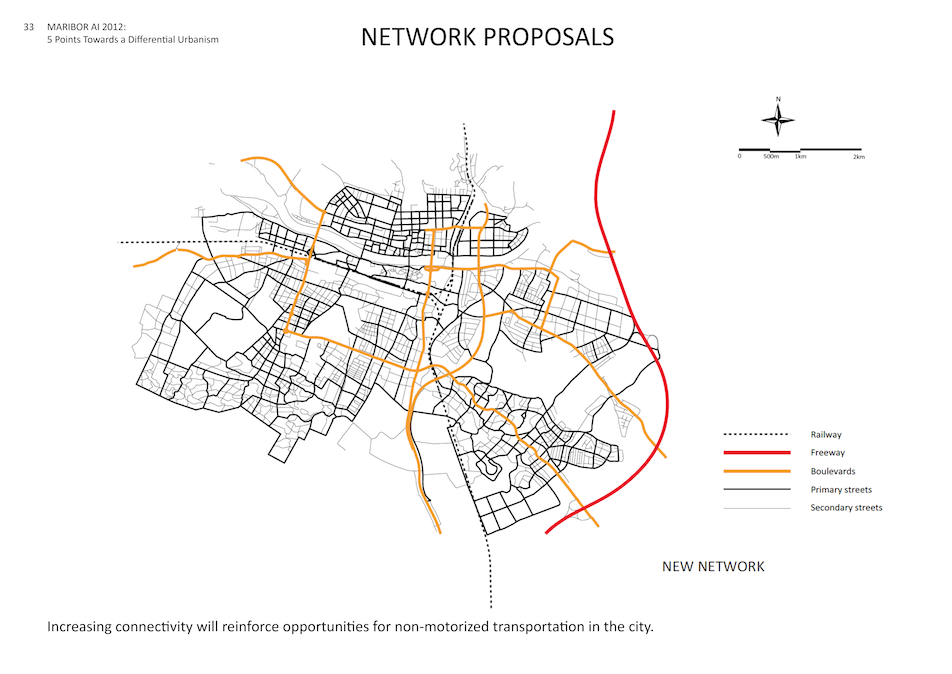 33 MARIBOR AI 2012:
5 Points Towards a Differential Urbanism
NETWORK PROPOSALS
N
0 500m 1km 2km
Railway
Freeway
Boulevards
Primary streets
Secondary streets
NEW NETWORK
Increasing connectivity will reinforce opportunities for non-motorized transportation in the city.